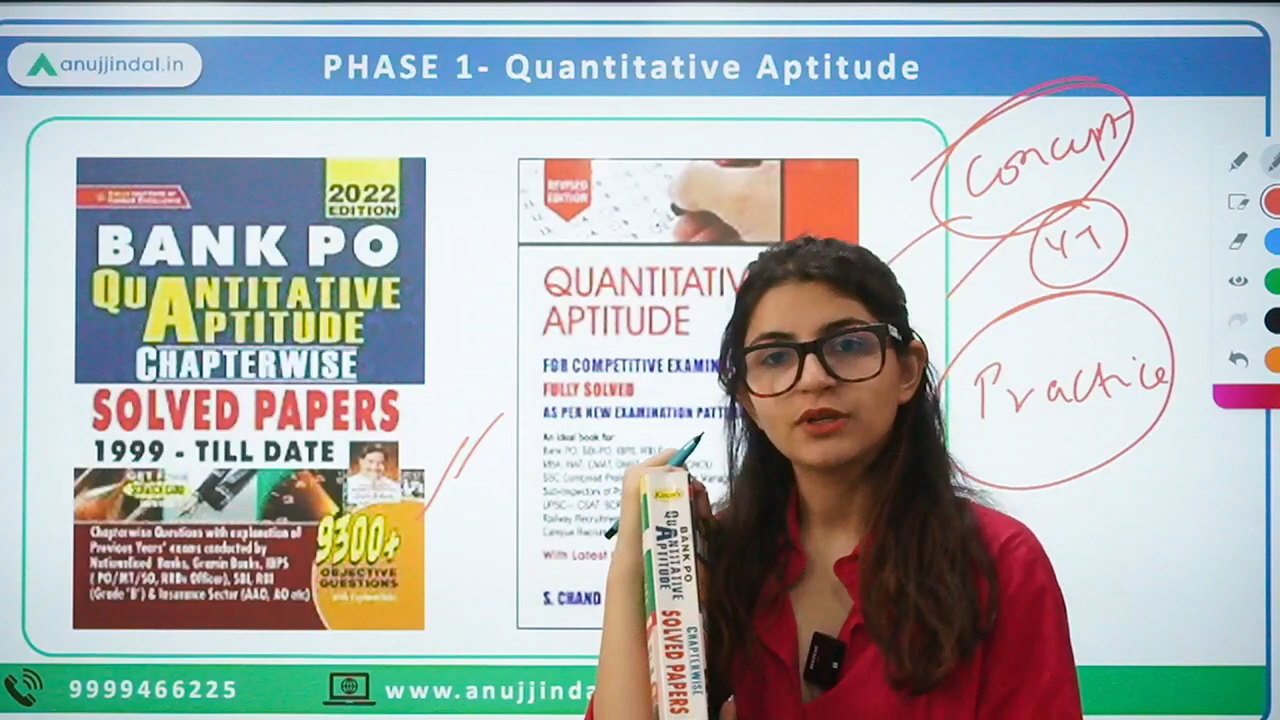 anujjindal.in
PHASE 1- Quantitative Aptitude
2022
EDITION
BANK PO
QUANTITATIVE
APTITUDE
CHAPTERWISE
SOLVED PAPERS
1999 - TILL DATE
Chapterwise Questions with explanation of
Previous Years' exams conducted by
Nationalised Banks, Gramin Banks, IBPS
(PO/MT/SO, RRBs Officer), SBI, RBI
(Grade 'B') & Insurance Sector (AAO, AO etc)
9300+
OBJECTIVE
QUESTIONS
REVISED
EDITION
QUANTITATIV
APTITUDE
FOR COMPETITIVE EXAMIN
FULLY SOLVED
AS PER NEW EXAMINATION PATT
An ideal book for:
With Latest
S. CHAND
Concept
YT
Practice
Kiran's
BANK PO
QUANTITATIVE
APTITUDE
CHAPTERWISE
SOLVED PAPERS
9999466225
www.anujjinda